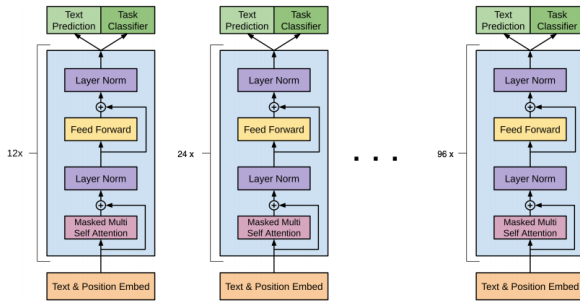 Text Prediction
Task Classifier
12x
Layer Norm
Feed Forward
Layer Norm
Masked Multi
Self Attention
Text & Position Embed
Text Prediction
Task Classifier
24 x
Layer Norm
Feed Forward
Layer Norm
Masked Multi
Self Attention
Text & Position Embed
. . .
Text Prediction
Task Classifier
96 x
Layer Norm
Feed Forward
Layer Norm
Masked Multi
Self Attention
Text & Position Embed